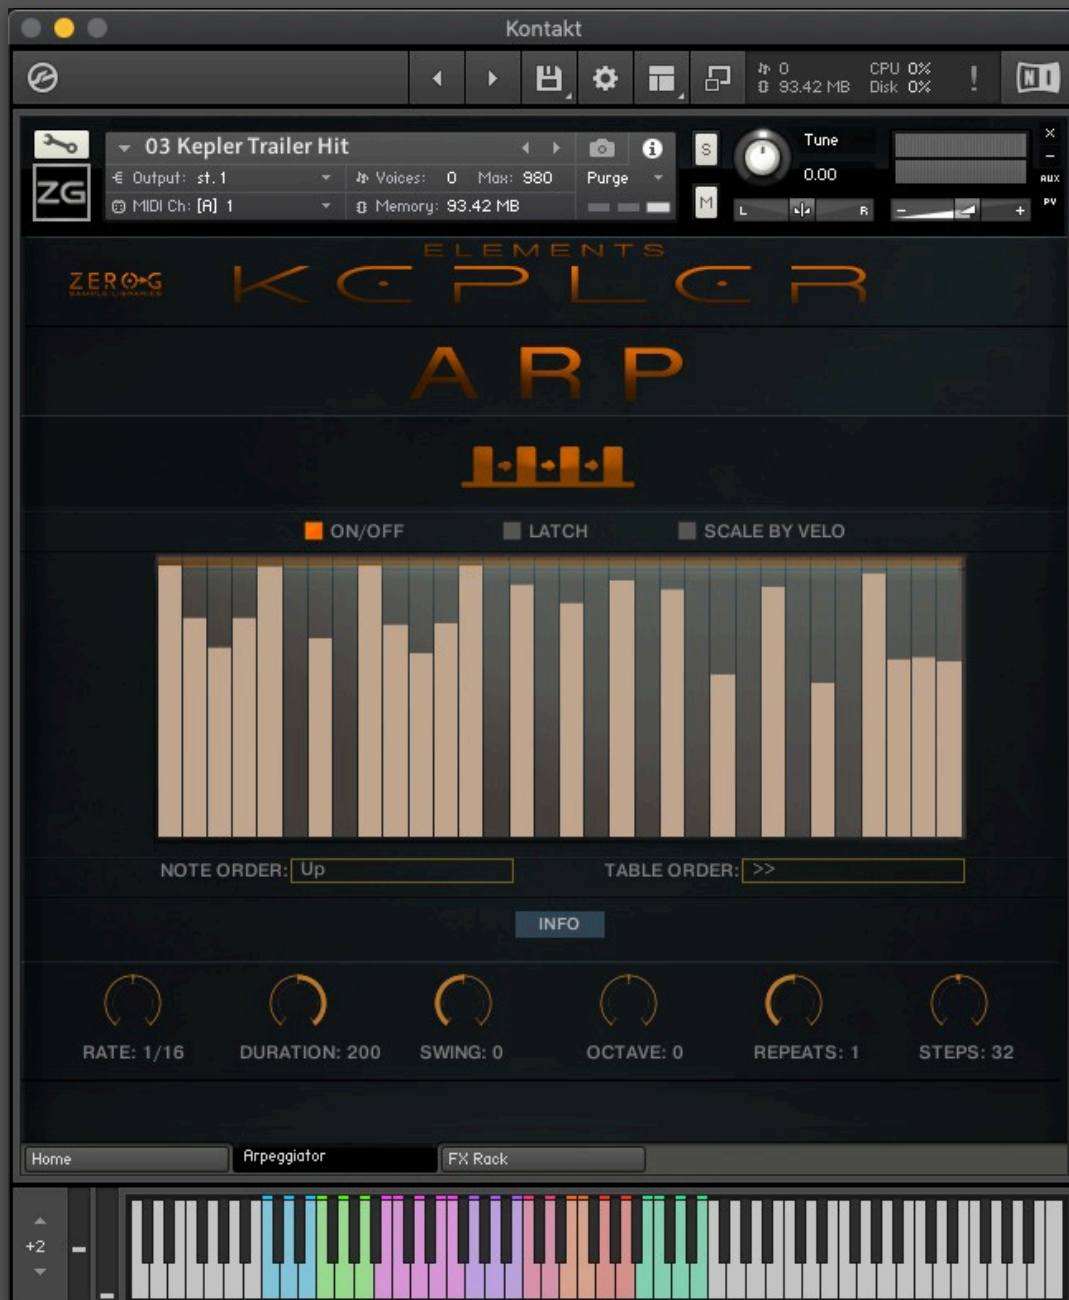 Kontakt
0
93.42 MB
CPU 0%
Disk 0%
!
NI
03 Kepler Trailer Hit
i
S
Tune
0.00
x
-
AUX
PV
ZG
Output: st. 1
Voices: 0 Max: 980
Purge
MIDI Ch: [A] 1
Memory: 93.42 MB
M
L R
- +
ELEMENTS
ZERO-G
SAMPLE LIBRARIES
KEPLER
ARP
ON/OFF LATCH SCALE BY VELO
NOTE ORDER: Up TABLE ORDER: >>
INFO
RATE: 1/16 DURATION: 200 SWING: 0 OCTAVE: 0 REPEATS: 1 STEPS: 32
Home Arpeggiator FX Rack
+2